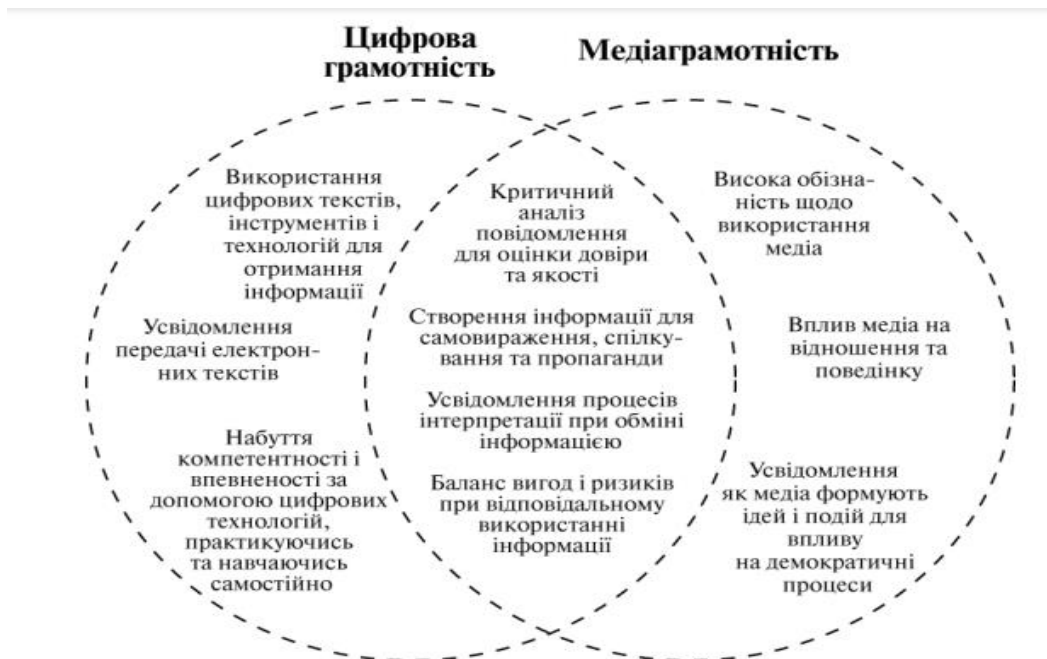 Цифрова
грамотність
Медіаграмотність
Використання
цифрових текстів,
інструментів і
технологій для
отримання
інформації
Усвідомлення
передачі електрон-
них текстів
Набуття
компетентності і
впевненості за
допомогою цифрових
технологій,
практикуючись
та навчаючись
самостійно
Критичний
аналіз
повідомлення
для оцінки довіри
та якості
Створення інформації для
самовираження, спілку-
вання та пропаганди
Усвідомлення процесів
інтерпретації при обміні
інформацією
Баланс вигод і ризиків
при відповідальному
використанні
інформації
Висока обізна-
ність щодо
використання
медіа
Вплив медіа на
відношення та
поведінку
Усвідомлення
як медіа формують
ідей і подій для
впливу
на демократичні
процеси